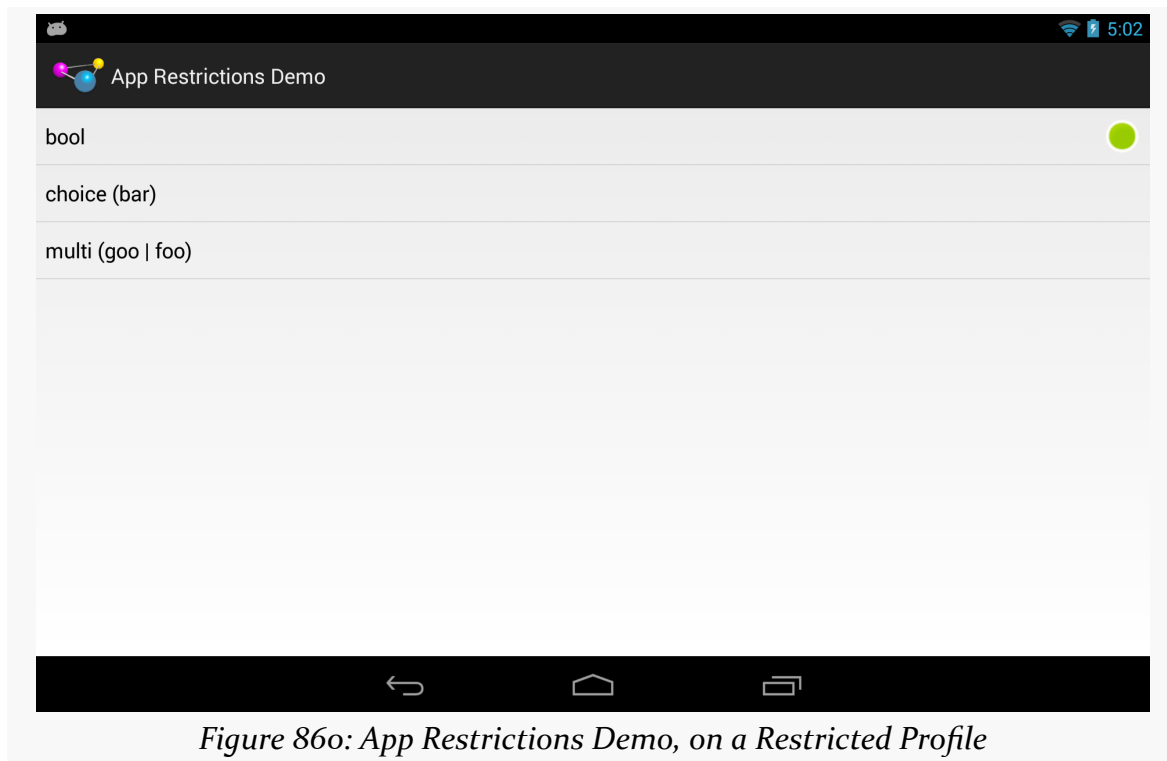 5:02
App Restrictions Demo
bool
choice (bar)
multi (goo | foo)
Figure 860: App Restrictions Demo, on a Restricted Profile